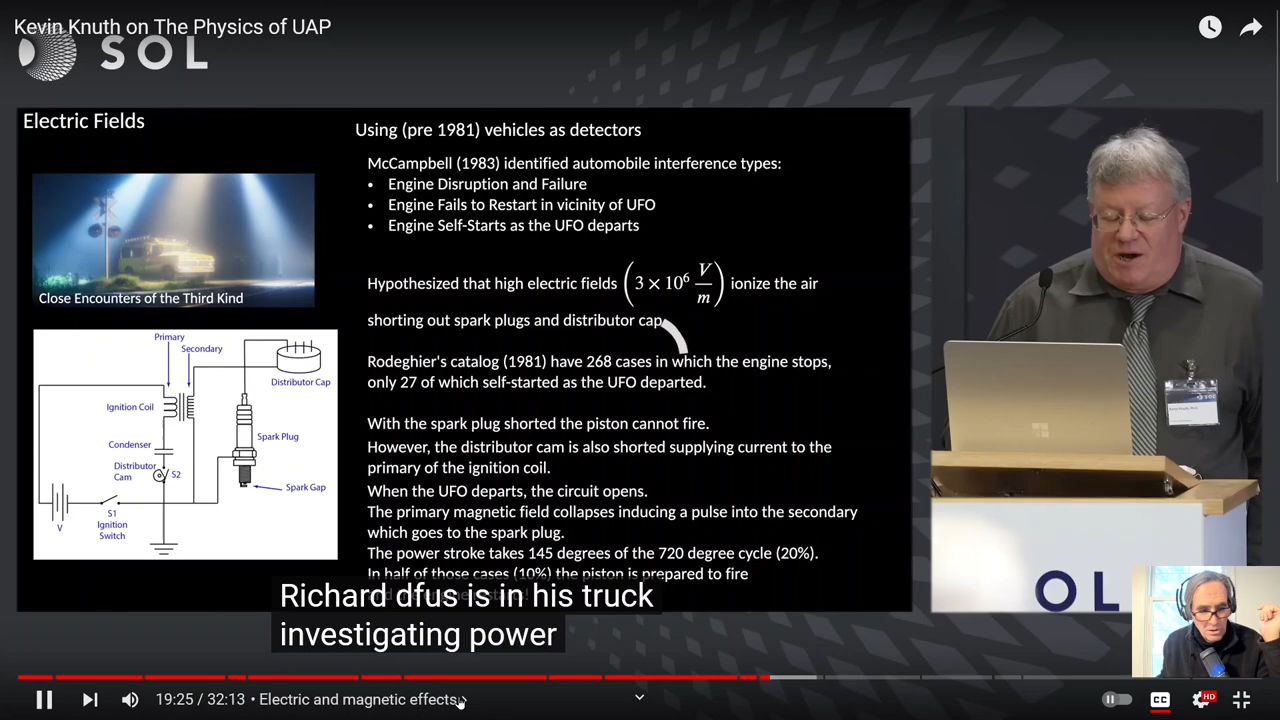 Kevin Knuth on The Physics of UAP
SOL
Electric Fields
Close Encounters of the Third Kind
Primary
Secondary
Distributor Cap
Ignition Coil
Condenser
Spark Plug
Distributor
Cam
S2
Spark Gap
S1
Ignition
Switch
V
Using (pre 1981) vehicles as detectors
McCampbell (1983) identified automobile interference types:
• Engine Disruption and Failure
• Engine Fails to Restart in vicinity of UFO
• Engine Self-Starts as the UFO departs
Hypothesized that high electric fields (3 × 10⁶ V/m) ionize the air
shorting out spark plugs and distributor cap
Rodeghier's catalog (1981) have 268 cases in which the engine stops,
only 27 of which self-started as the UFO departed.
With the spark plug shorted the piston cannot fire.
However, the distributor cam is also shorted supplying current to the
primary of the ignition coil.
When the UFO departs, the circuit opens.
The primary magnetic field collapses inducing a pulse into the secondary
which goes to the spark plug.
The power stroke takes 145 degrees of the 720 degree cycle (20%).
In half of those cases (10%) the piston is prepared to fire
Richard dfus is in his truck
investigating power
SOL
OL
19:25 / 32:13 • Electric and magnetic effects
CC
HD